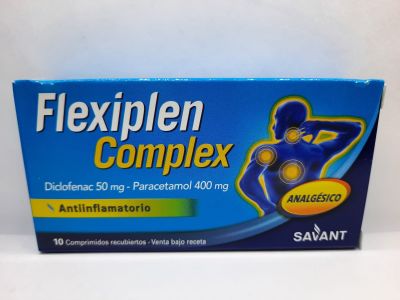 Flexiplen
Complex
Diclofenac 50 mg - Paracetamol 400 mg
Antiinflamatorio
ANALGÉSICO
10 Comprimidos recubiertos - Venta bajo receta
SAVANT